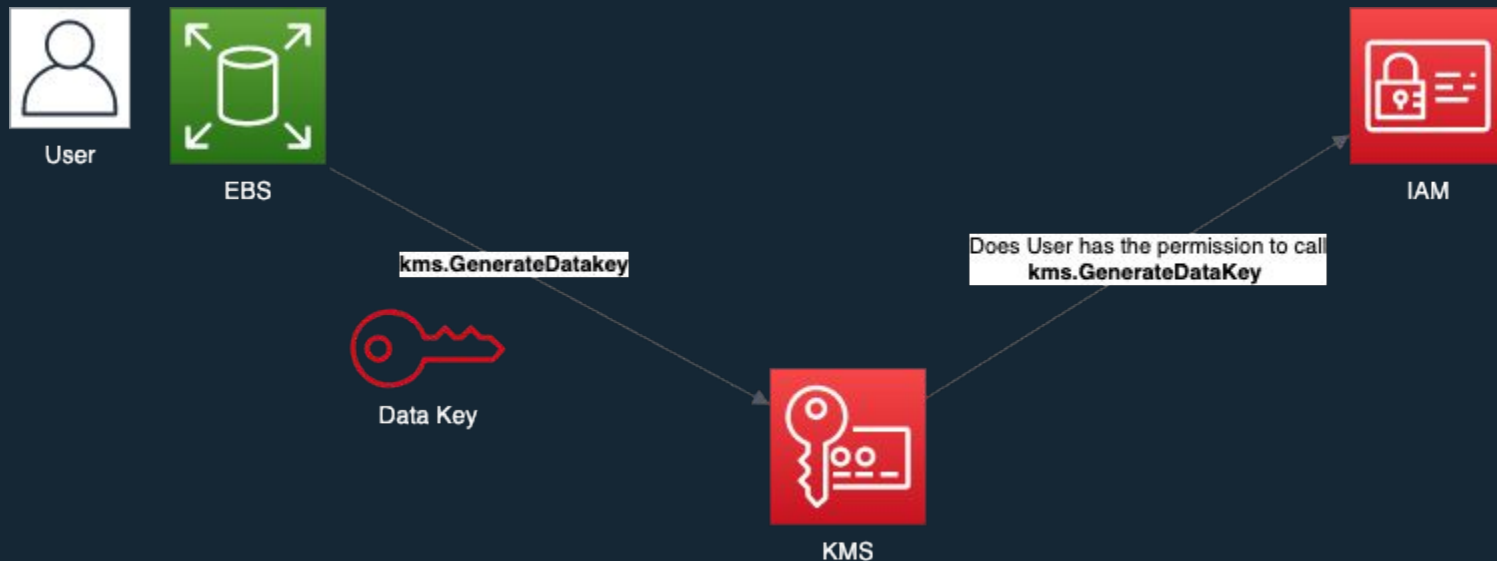 User
EBS
IAM
Does User has the permission to call
kms.GenerateDataKey
kms.GenerateDatakey
Data Key
KMS